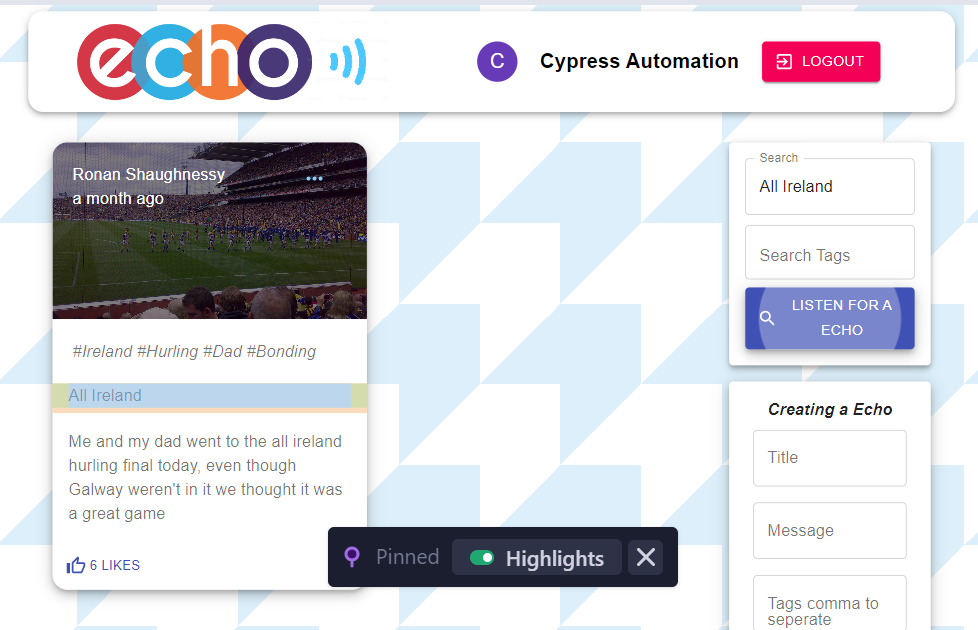 echo
C
Cypress Automation
LOGOUT
Ronan Shaughnessy
a month ago
#Ireland #Hurling #Dad #Bonding
All Ireland
Me and my dad went to the all ireland
hurling final today, even though
Galway weren't in it we thought it was
a great game
6 LIKES
Search
All Ireland
Search Tags
LISTEN FOR A
ECHO
Creating a Echo
Title
Message
Tags comma to
seperate
Pinned
Highlights